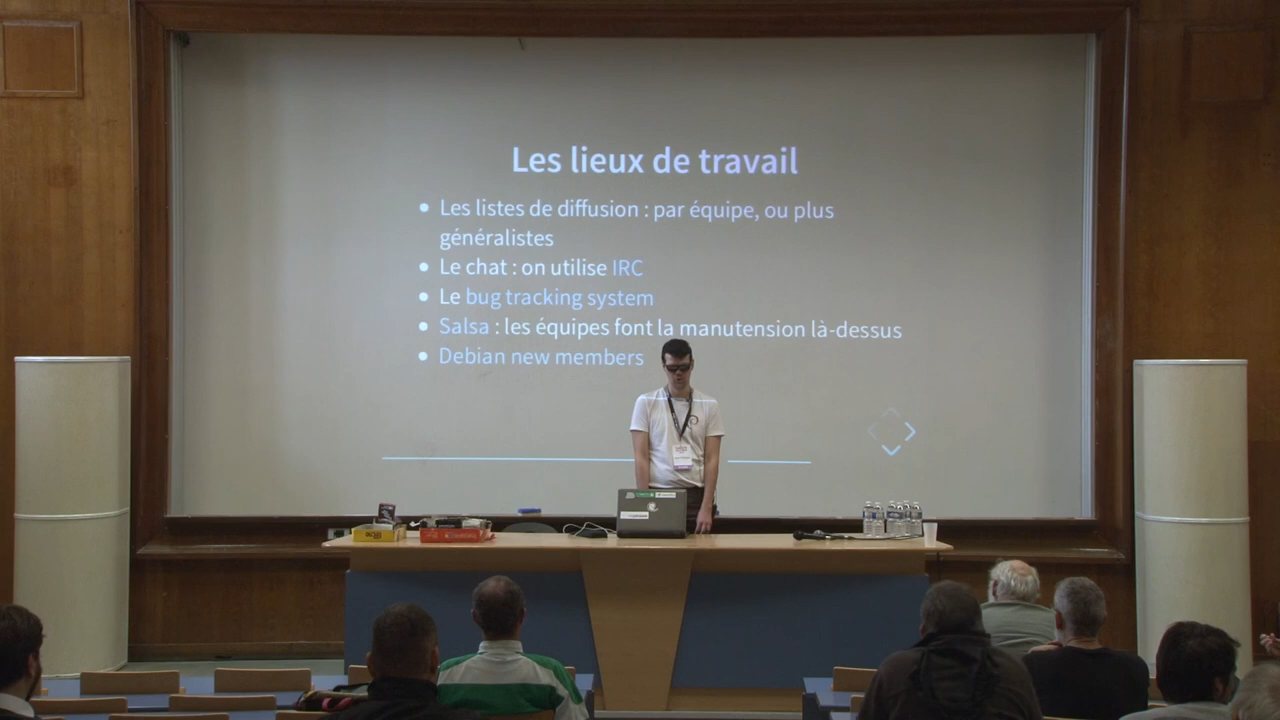 Les lieux de travail
Les listes de diffusion : par équipe, ou plus
généralistes
Le chat : on utilise IRC
Le bug tracking system
Salsa : les équipes font la manutension là-dessus
Debian new members